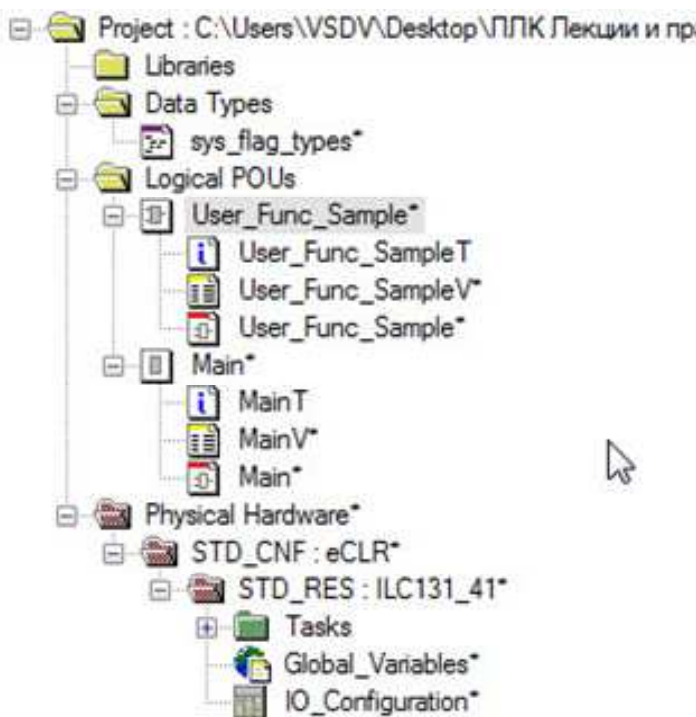 Project : C:\Users\VSDV\Desktop\ПЛК Лекции и пра
Libraries
Data Types
sys_flag_types*
Logical POUs
User_Func_Sample*
User_Func_SampleT
User_Func_SampleV*
User_Func_Sample*
Main*
MainT
MainV*
Main*
Physical Hardware*
STD_CNF : eCLR*
STD_RES : ILC131_41*
Tasks
Global_Variables*
IO_Configuration*